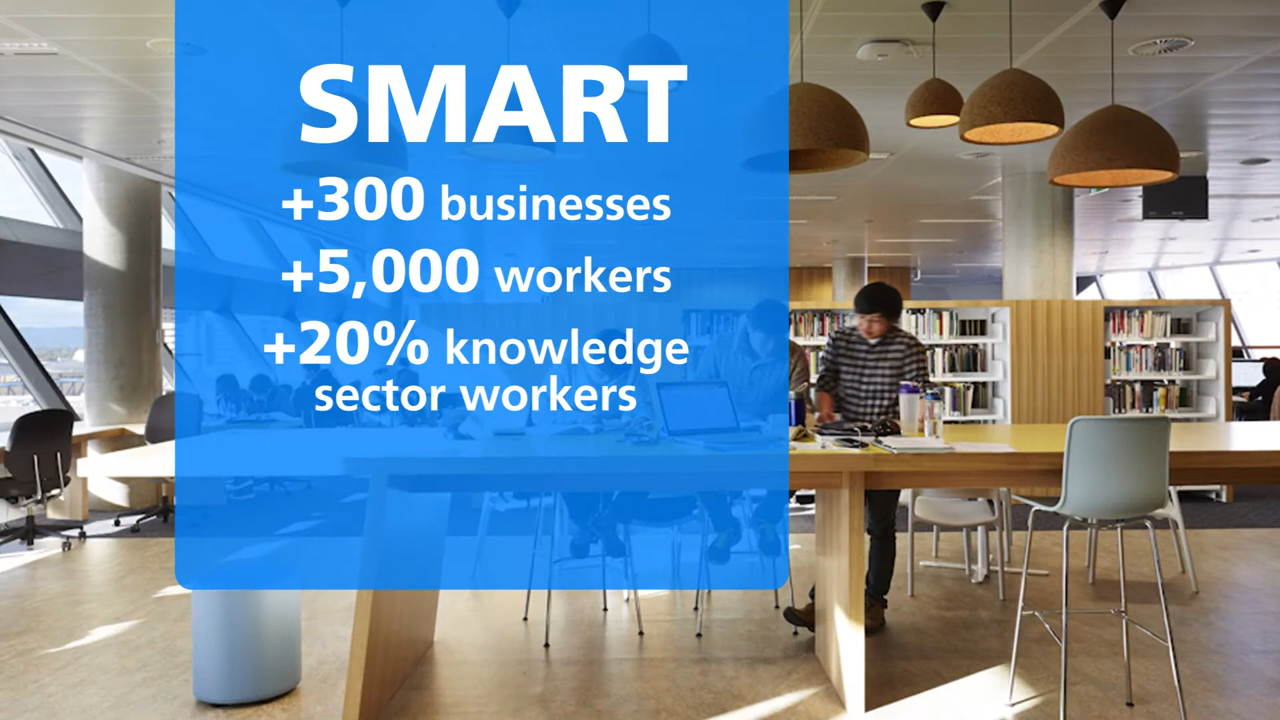 SMART
+300 businesses
+5,000 workers
+20% knowledge
sector workers